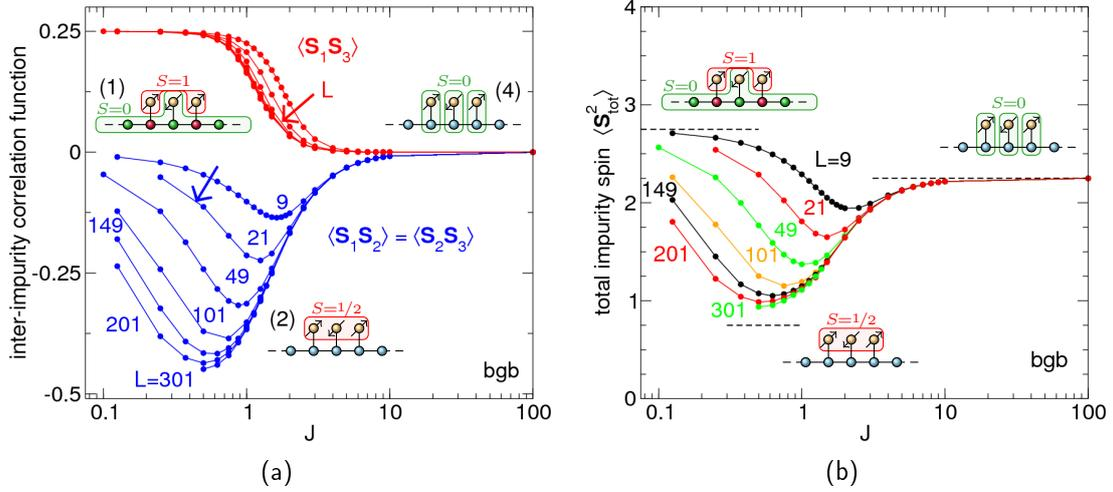 0.25
0
-0.25
-0.5
inter-impurity correlation function
⟨S₁S₃⟩
L
(1)
S=1
S=0
S=0
(4)
9
21
49
101
149
201
L=301
⟨S₁S₂⟩ = ⟨S₂S₃⟩
(2)
S=1/2
bgb
0.1
1
10
100
J
(a)
4
3
2
1
0
total impurity spin ⟨S²tot⟩
S=1
S=0
S=0
L=9
21
49
101
149
201
301
S=1/2
bgb
0.1
1
10
100
J
(b)